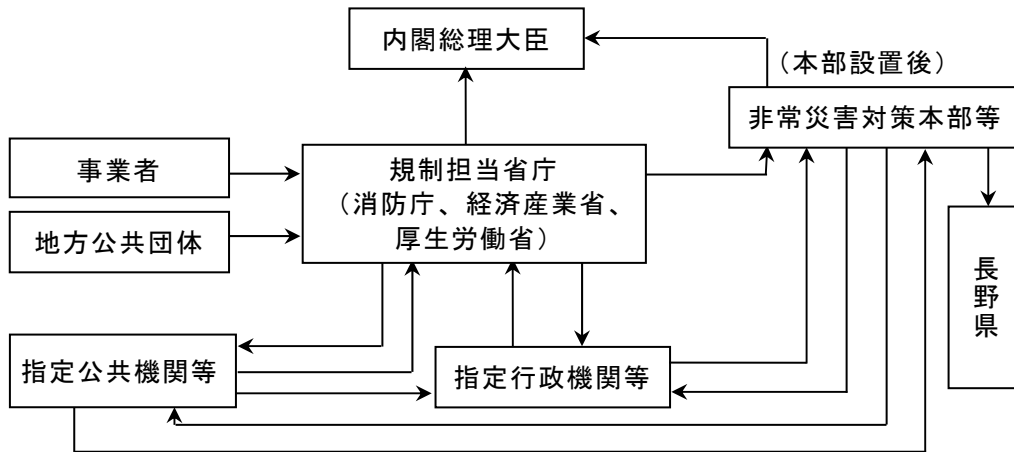 内閣総理大臣
（本部設置後）
非常災害対策本部等
事業者
規制担当省庁
（消防庁、経済産業省、
厚生労働省）
地方公共団体
長野県
指定公共機関等
指定行政機関等